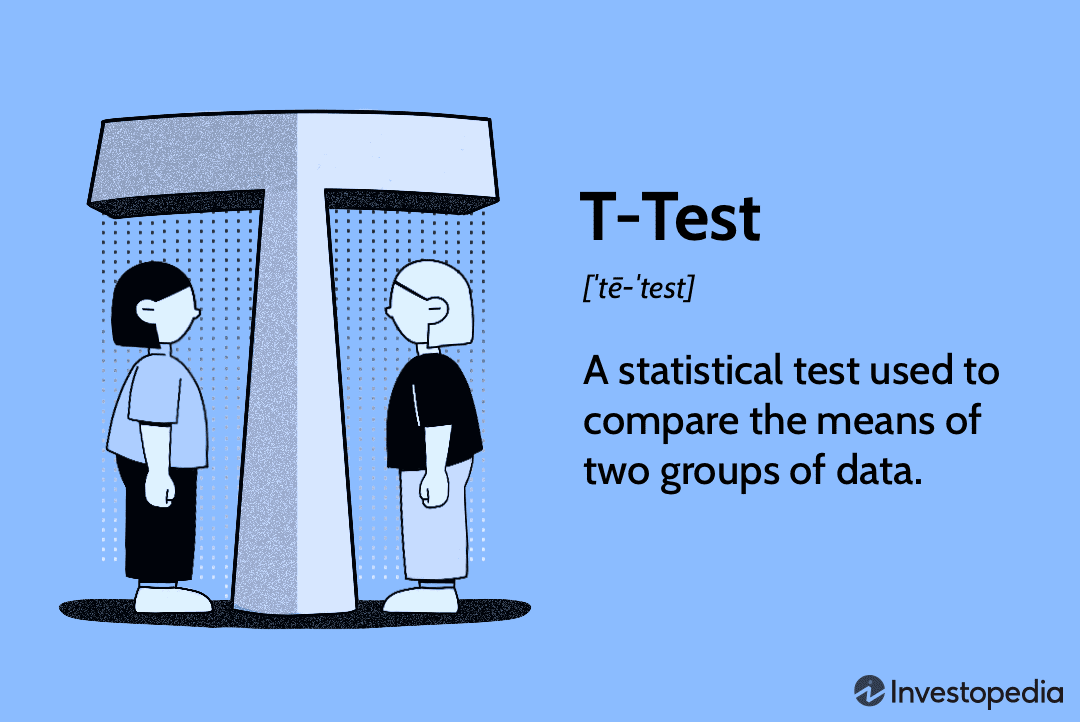 T-Test
[ˈtē-ˈtest]
A statistical test used to
compare the means of
two groups of data.
Investopedia